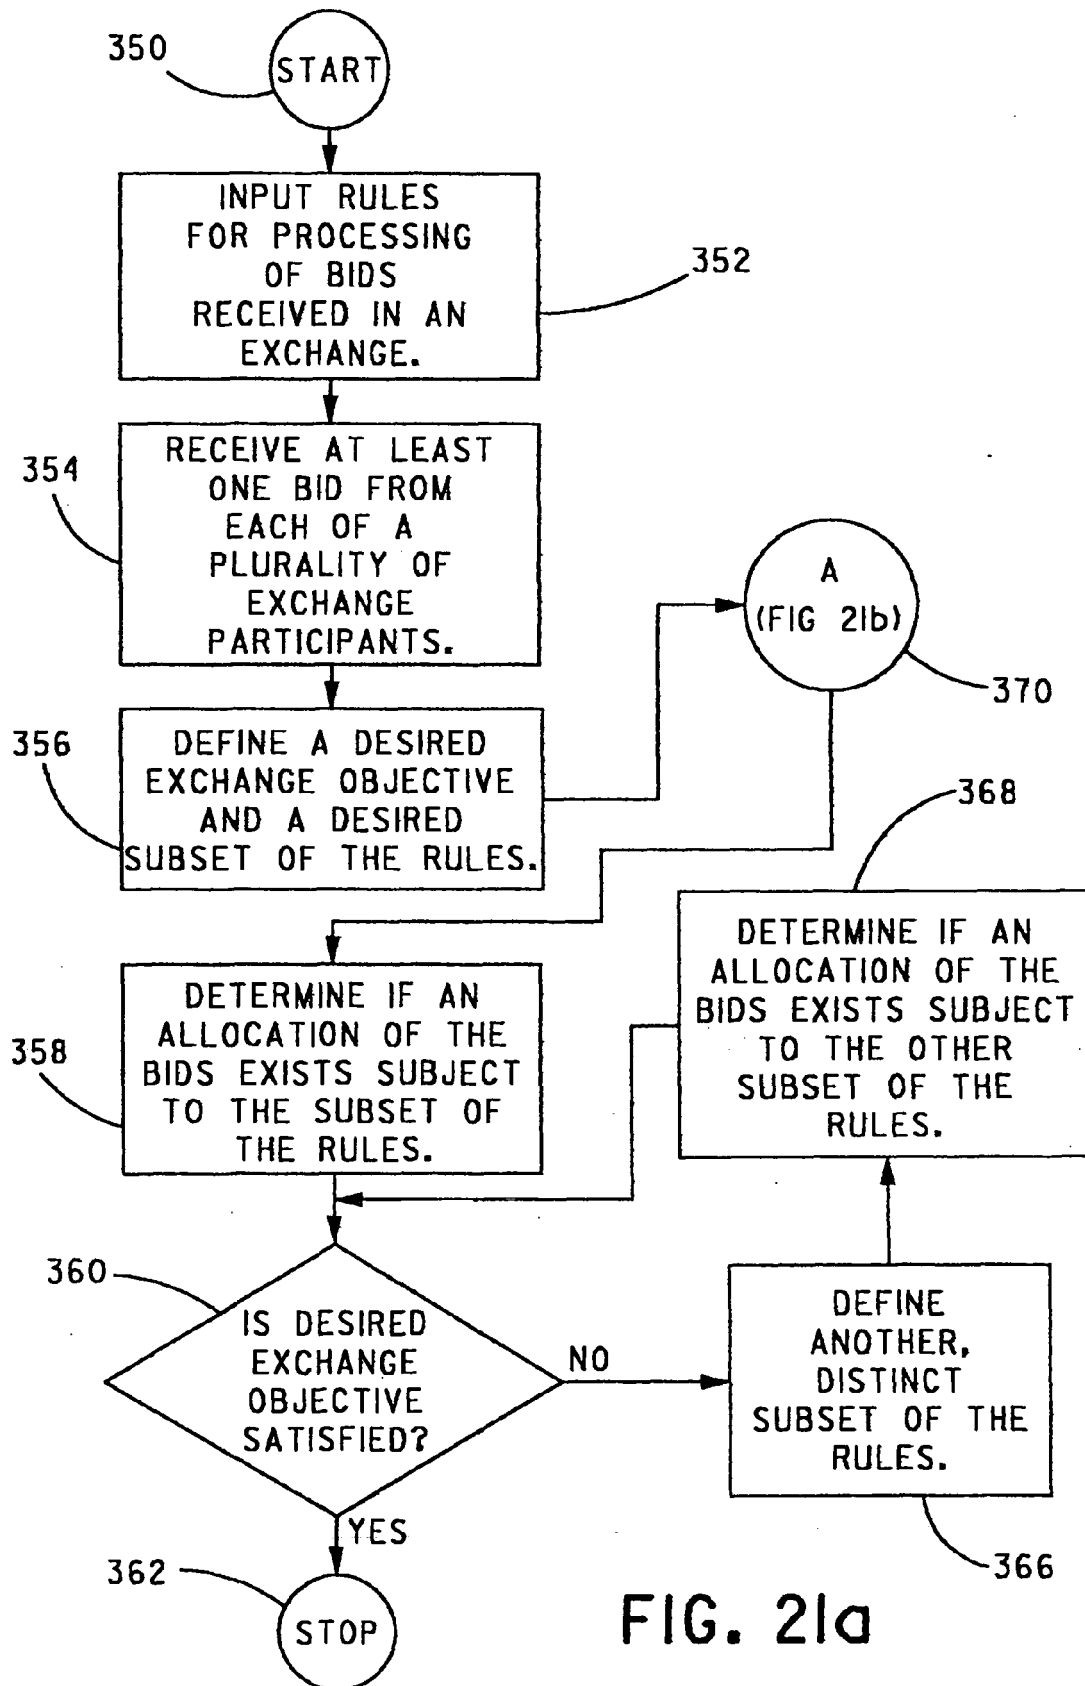 350
START
INPUT RULES
FOR PROCESSING
OF BIDS
RECEIVED IN AN
EXCHANGE.
352
354
RECEIVE AT LEAST
ONE BID FROM
EACH OF A
PLURALITY OF
EXCHANGE
PARTICIPANTS.
A
(FIG 21b)
370
356
DEFINE A DESIRED
EXCHANGE OBJECTIVE
AND A DESIRED
SUBSET OF THE RULES.
368
358
DETERMINE IF AN
ALLOCATION OF THE
BIDS EXISTS SUBJECT
TO THE SUBSET OF
THE RULES.
DETERMINE IF AN
ALLOCATION OF THE
BIDS EXISTS SUBJECT
TO THE OTHER
SUBSET OF THE
RULES.
360
IS DESIRED
EXCHANGE
OBJECTIVE
SATISFIED?
NO
DEFINE
ANOTHER,
DISTINCT
SUBSET OF THE
RULES.
366
YES
362
STOP
FIG. 21a